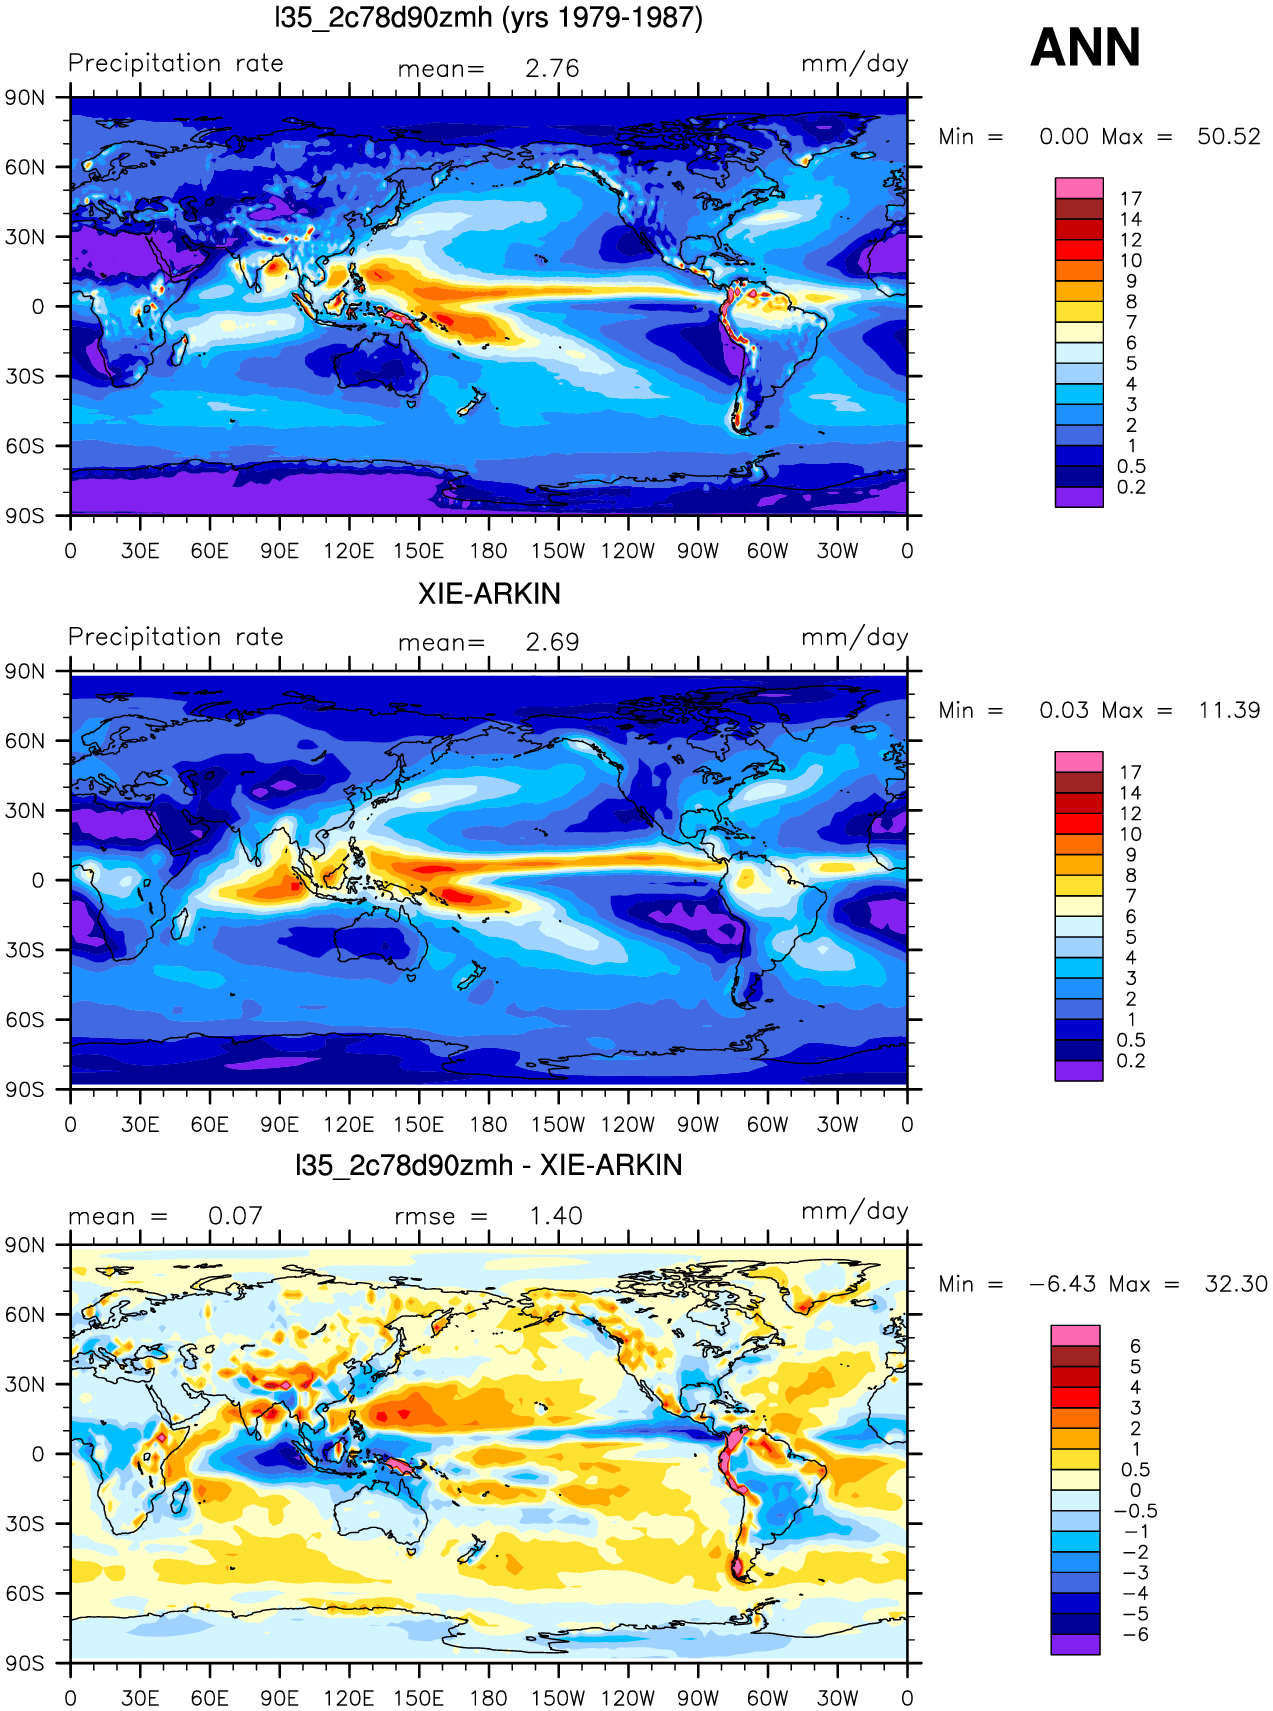 l35_2c78d90zmh (yrs 1979-1987)
ANN
Precipitation rate mean= 2.76 mm/day
Min = 0.00 Max = 50.52
90N
60N
30N
0
30S
60S
90S
0 30E 60E 90E 120E 150E 180 150W 120W 90W 60W 30W 0
17
14
12
10
9
8
7
6
5
4
3
2
1
0.5
0.2
XIE-ARKIN
Precipitation rate mean= 2.69 mm/day
Min = 0.03 Max = 11.39
90N
60N
30N
0
30S
60S
90S
0 30E 60E 90E 120E 150E 180 150W 120W 90W 60W 30W 0
17
14
12
10
9
8
7
6
5
4
3
2
1
0.5
0.2
l35_2c78d90zmh - XIE-ARKIN
mean = 0.07 rmse = 1.40 mm/day
Min = −6.43 Max = 32.30
90N
60N
30N
0
30S
60S
90S
0 30E 60E 90E 120E 150E 180 150W 120W 90W 60W 30W 0
6
5
4
3
2
1
0.5
0
−0.5
−1
−2
−3
−4
−5
−6